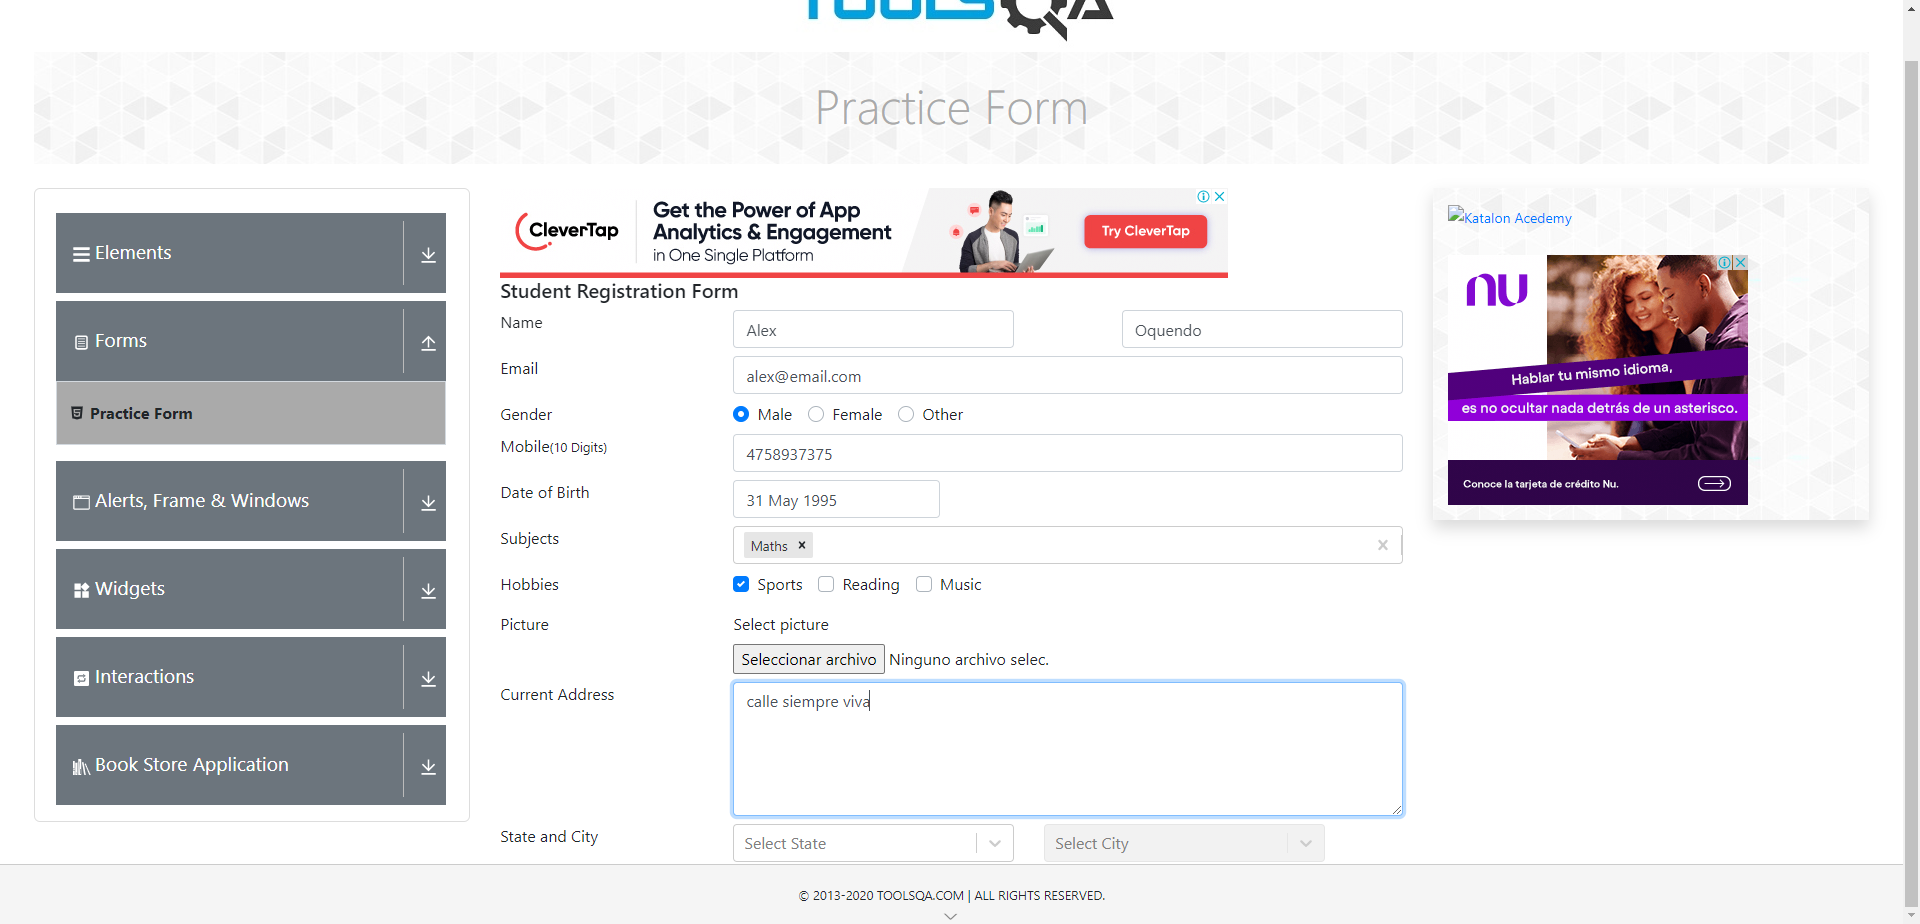 TOOLSQA
Practice Form
Elements
Forms
Practice Form
Alerts, Frame & Windows
Widgets
Interactions
Book Store Application
CleverTap
Get the Power of App
Analytics & Engagement
in One Single Platform
Try CleverTap
Student Registration Form
Name
Alex
Oquendo
Email
alex@email.com
Gender
Male
Female
Other
Mobile(10 Digits)
4758937375
Date of Birth
31 May 1995
Subjects
Maths
Hobbies
Sports
Reading
Music
Picture
Select picture
Seleccionar archivo
Ninguno archivo selec.
Current Address
calle siempre viva
State and City
Select State
Select City
Katalon Acedemy
nu
Hablar tu mismo idioma,
es no ocultar nada detrás de un asterisco.
Conoce la tarjeta de crédito Nu.
© 2013-2020 TOOLSQA.COM | ALL RIGHTS RESERVED.